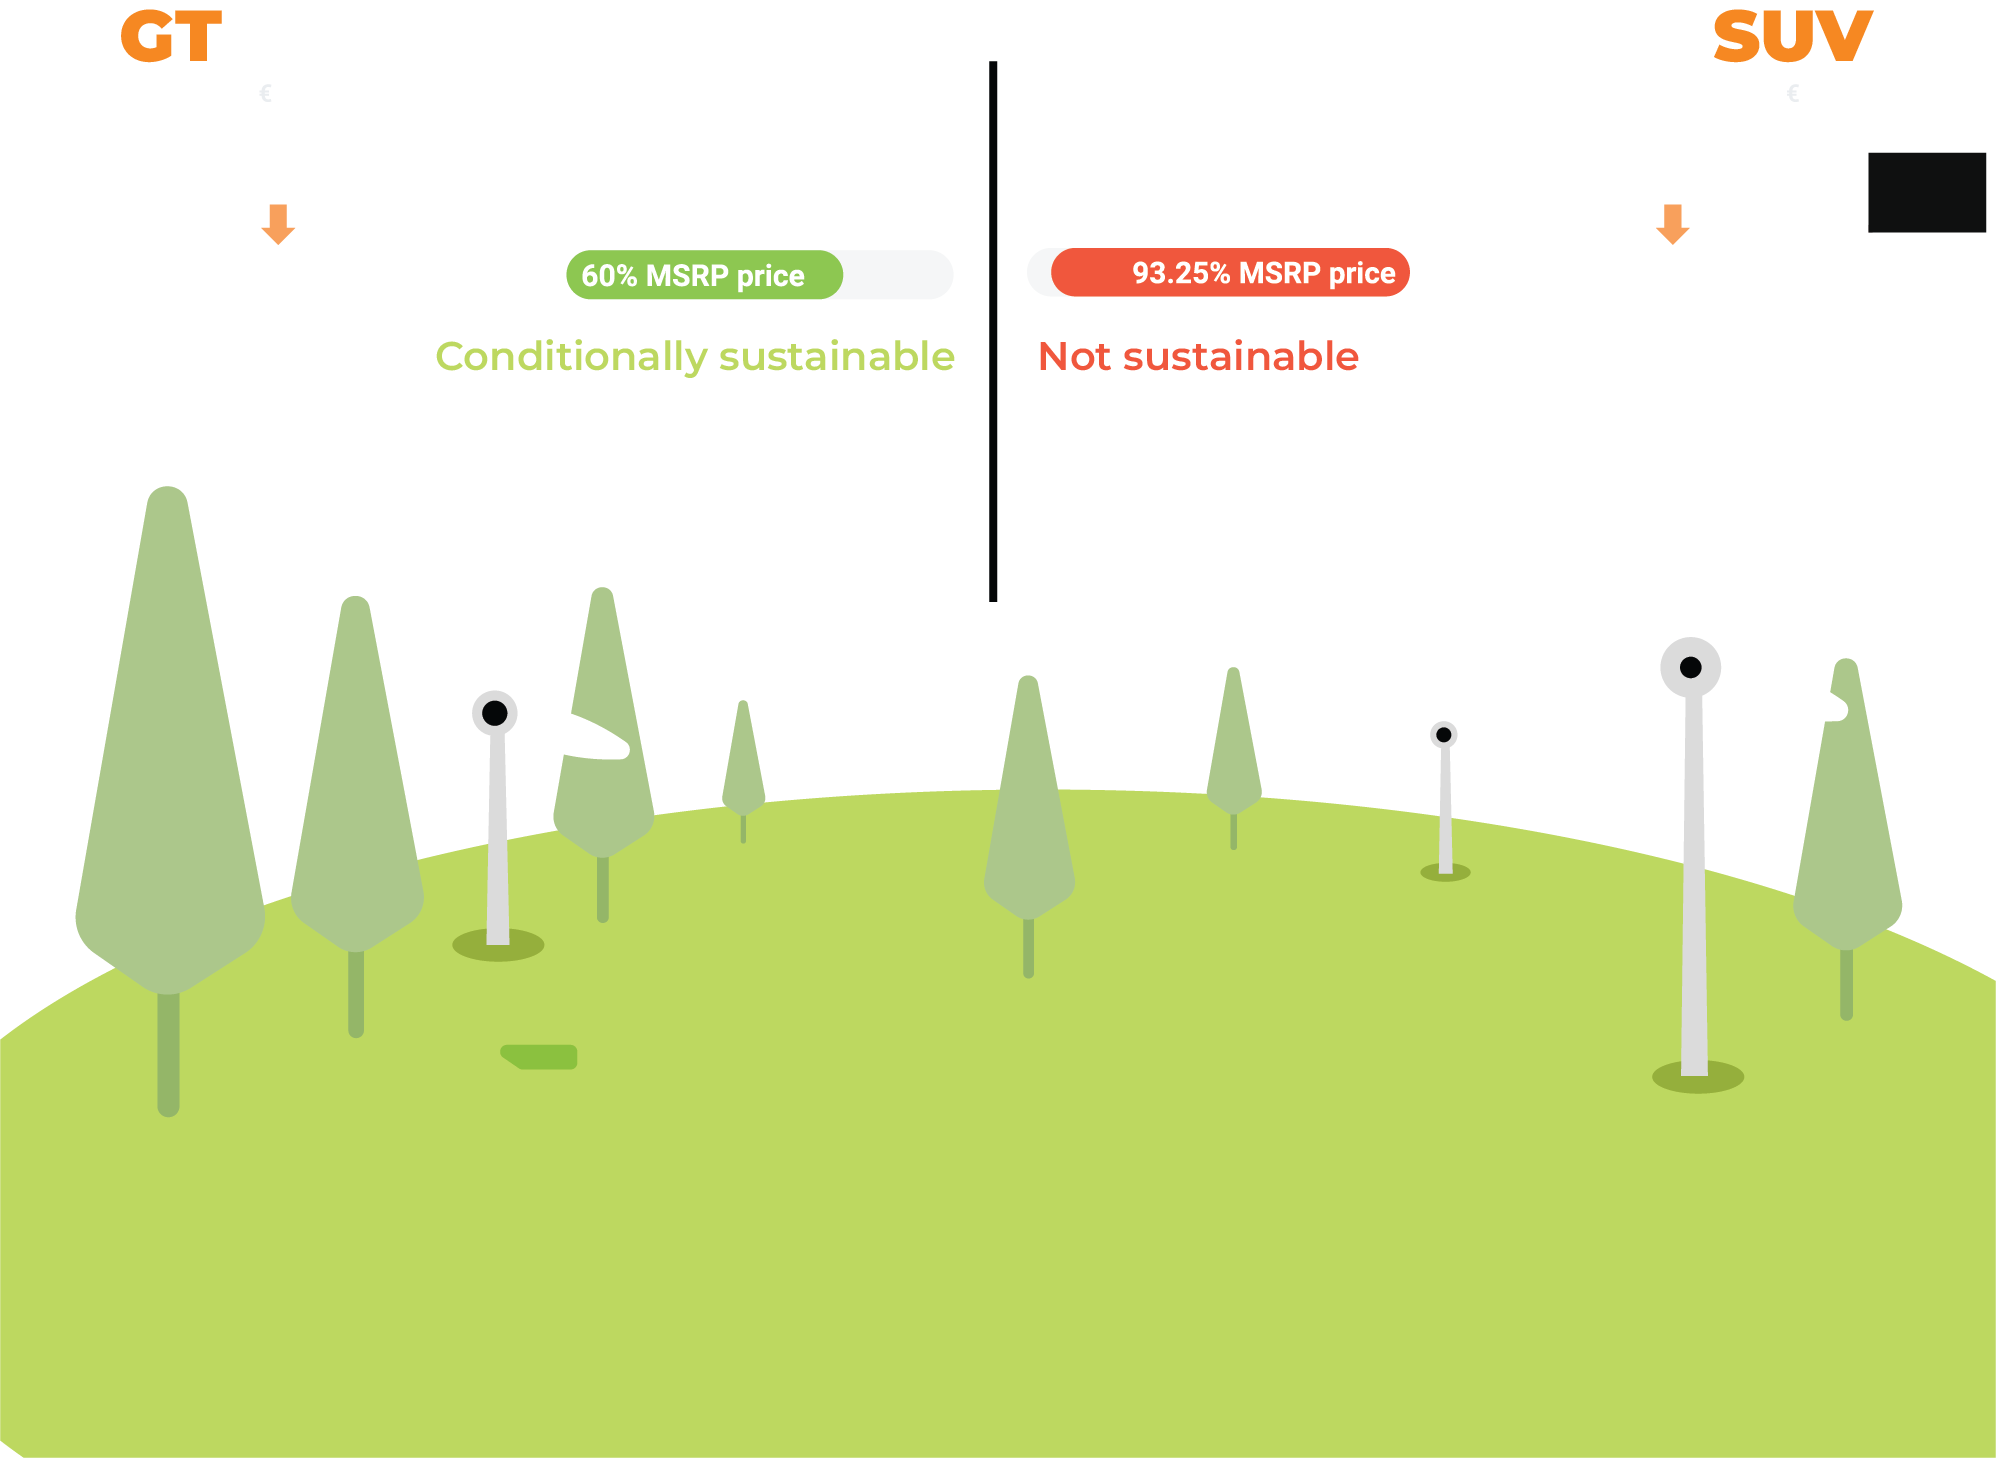 GT
SUV
€
€
60% MSRP price
93.25% MSRP price
Conditionally sustainable
Not sustainable